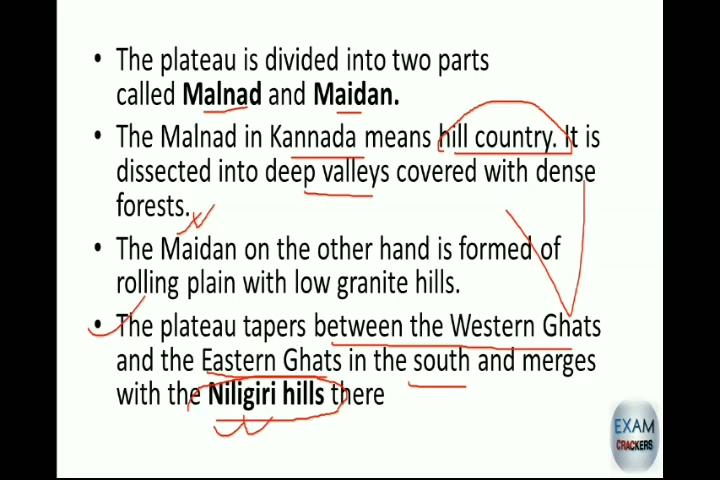 • The plateau is divided into two parts
called Malnad and Maidan.
• The Malnad in Kannada means hill country. It is
dissected into deep valleys covered with dense
forests.
• The Maidan on the other hand is formed of
rolling plain with low granite hills.
• The plateau tapers between the Western Ghats
and the Eastern Ghats in the south and merges
with the Niligiri hills there
EXAM
CRACKERS